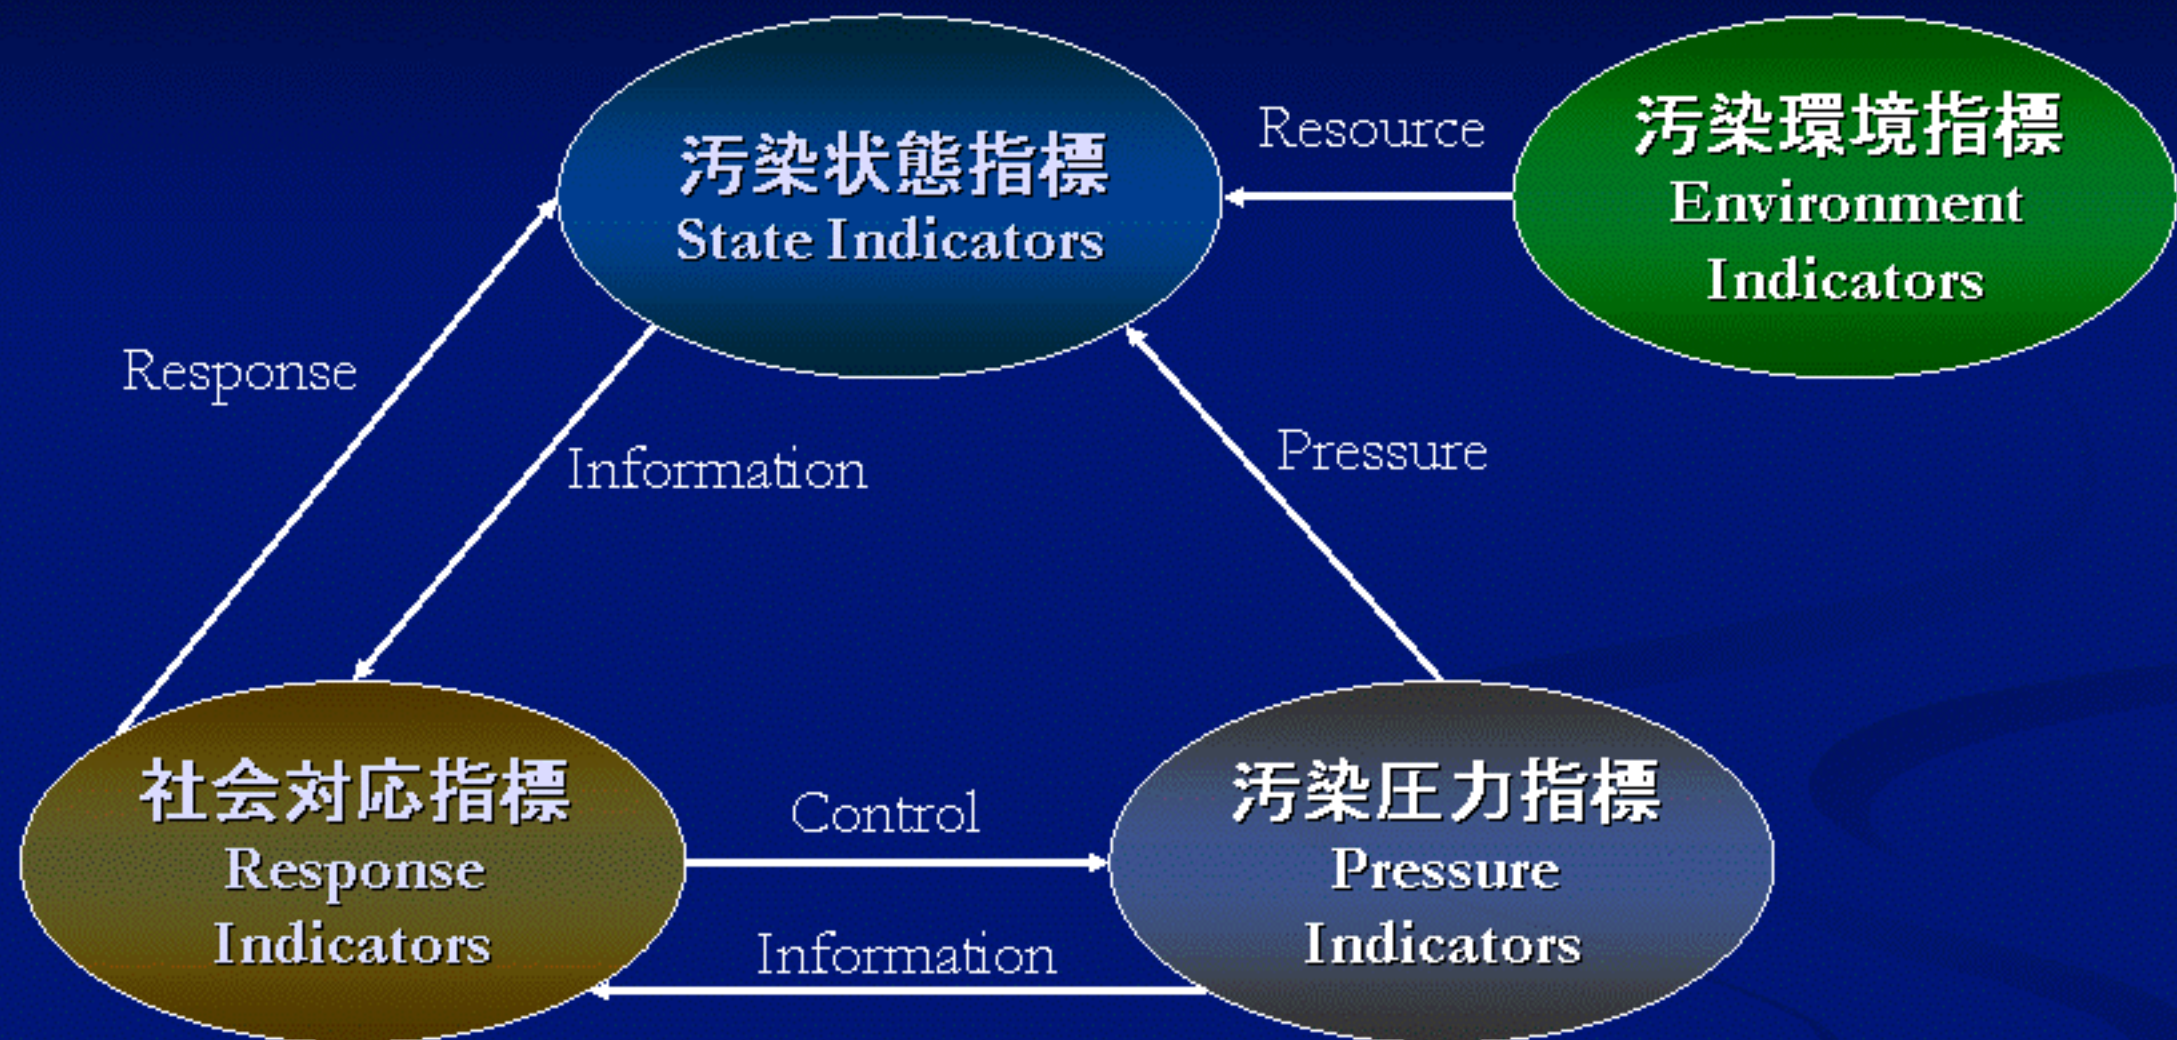 汚染状態指標
State Indicators
Resource
汚染環境指標
Environment
Indicators
Response
Information
Pressure
社会対応指標
Response
Indicators
Control
Information
汚染圧力指標
Pressure
Indicators